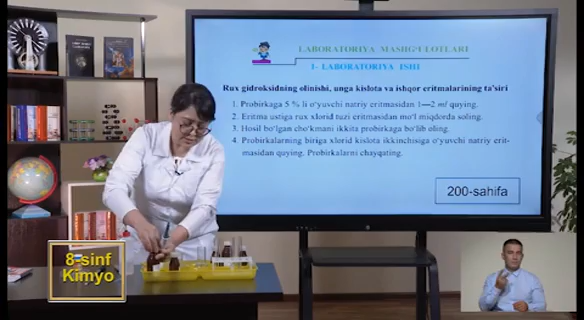 LABORATORIYA MASHG‘ULOTLARI
1- LABORATORIYA ISHI
Rux gidroksidning olinishi, unga kislota va ishqor eritmalarining ta’siri
1. Probirkaga 5 % li o‘yuvchi natriy eritmasidan 1—2 ml quying.
2. Eritma ustiga rux xlorid tuzi eritmasidan mo‘l miqdorda soling.
3. Hosil bo‘lgan cho‘kmani ikkita probirkaga bo‘lib oling.
4. Probirkalarning biriga xlorid kislota ikkinchisiga o‘yuvchi natriy erit-
masidan quying. Probirkalarni chayqating.
200-sahifa
8-sinf
Kimyo